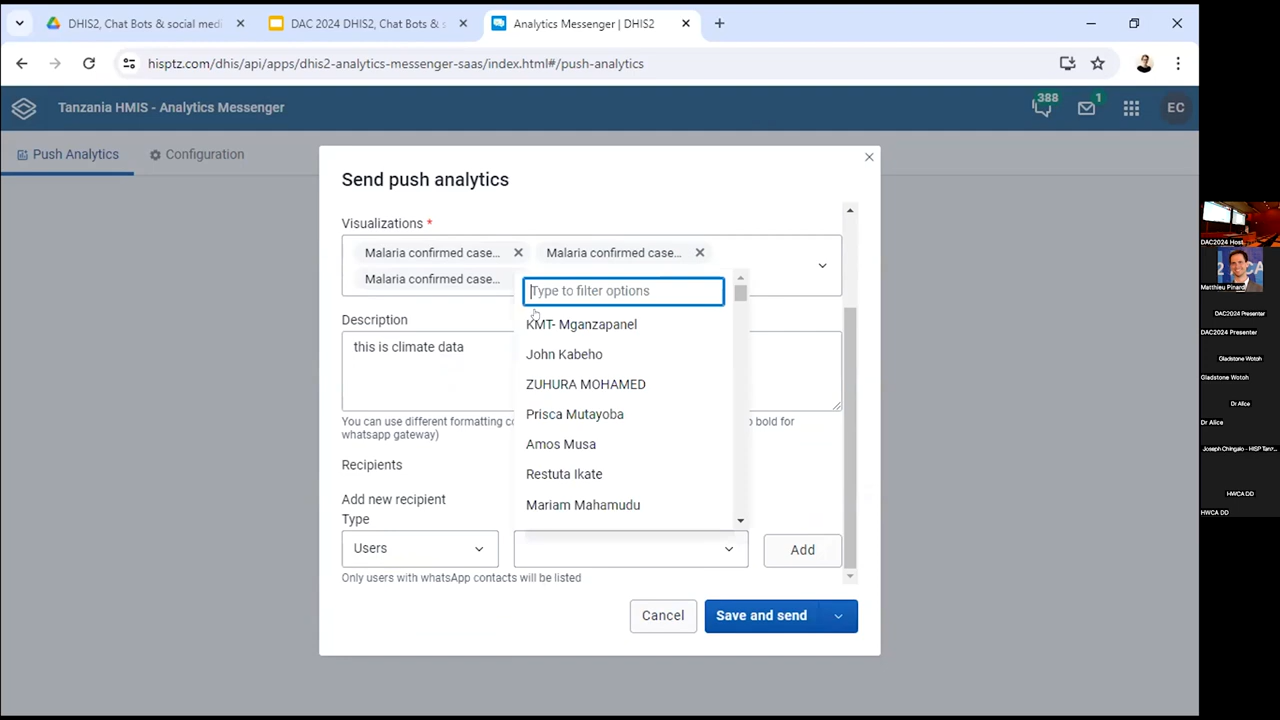 DHIS2, Chat Bots & social med
DAC 2024 DHIS2, Chat Bots & s
Analytics Messenger | DHIS2
hisptz.com/dhis/api/apps/dhis2-analytics-messenger-saas/index.html#/push-analytics
Tanzania HMIS - Analytics Messenger
388
1
EC
Push Analytics
Configuration
Send push analytics
Visualizations *
Malaria confirmed case...
Malaria confirmed case...
Malaria confirmed case...
Type to filter options
KMT- Mganzapanel
John Kabeho
ZUHURA MOHAMED
Prisca Mutayoba
Amos Musa
Restuta Ikate
Mariam Mahamudu
Description
this is climate data
You can use different formatting co
o bold for
whatsapp gateway)
Recipients
Add new recipient
Type
Users
Add
Only users with whatsApp contacts will be listed
Cancel
Save and send
DAC2024 Host
Matthieu Pinard
DAC2024 Presenter
DAC2024 Presenter
Gladstone Wotoh
Gladstone Wotoh
Dr Alice
Dr Alice
Joseph Chingalo - HISP Tanz...
HWCA DD
HWCA DD